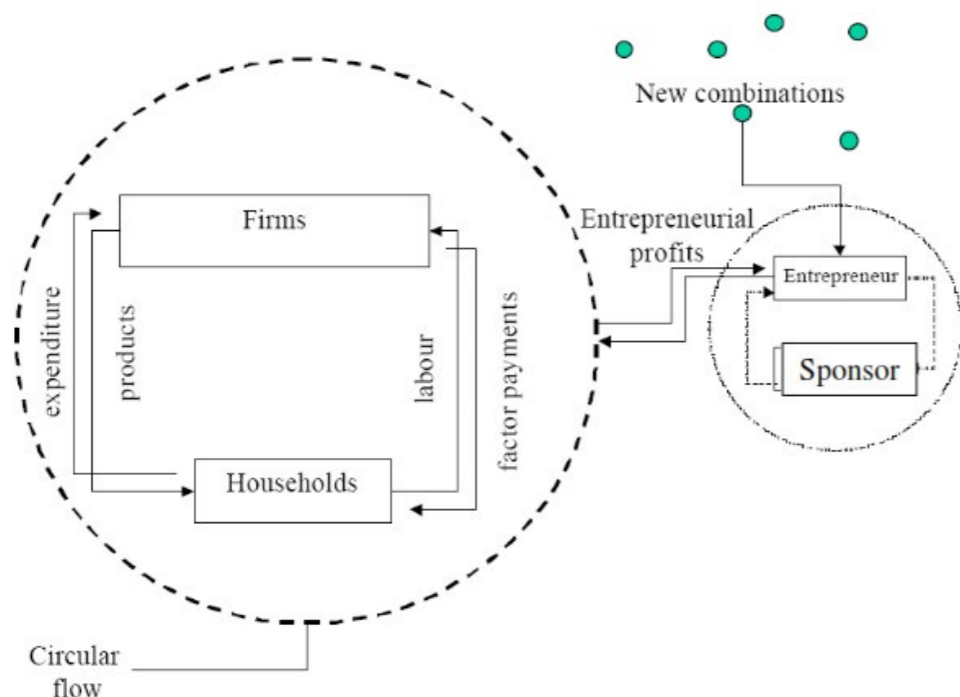 New combinations
Firms
Entrepreneurial
profits
Entrepreneur
expenditure
products
labour
factor payments
Sponsor
Households
Circular
flow